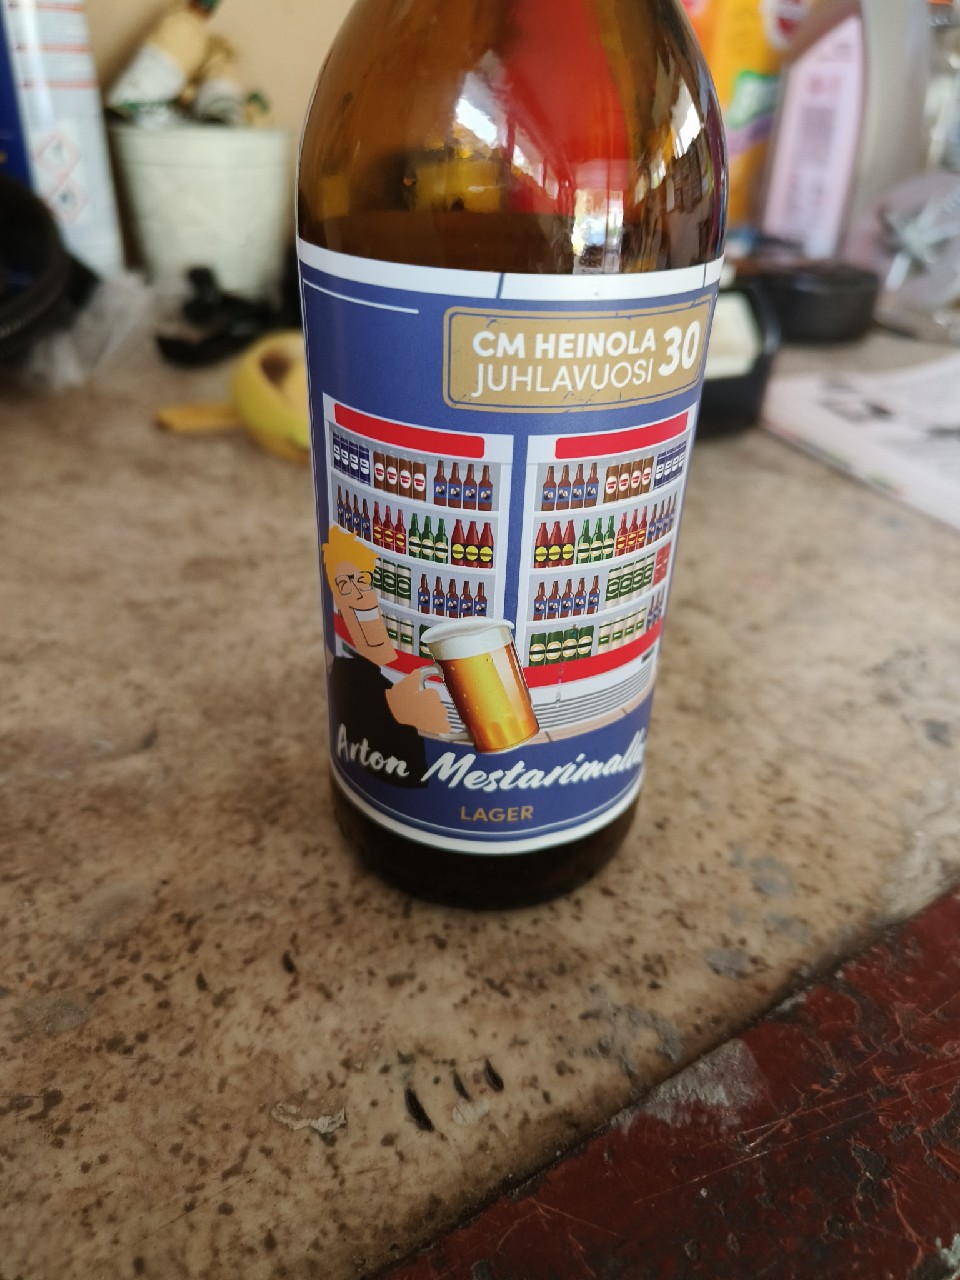 CM HEINOLA 30
JUHLAVUOSI
Arton Mestarimalla
LAGER